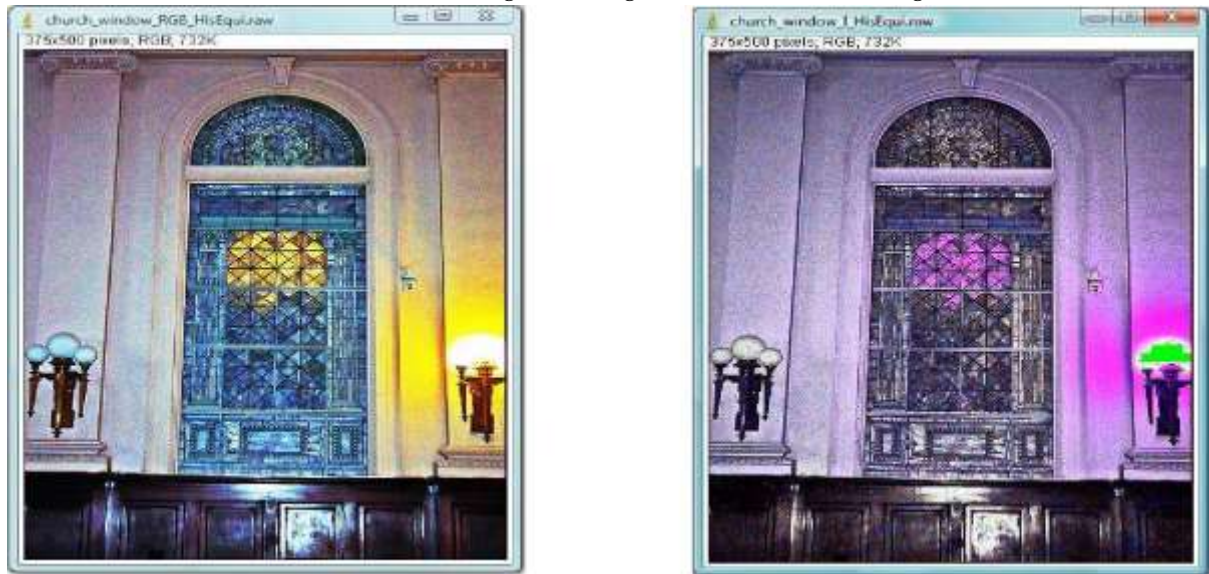 church_window_RGB_HisEqui.raw
375x500 pixels; RGB; 732K
church_window_I_HisEqui.raw
375x500 pixels; RGB; 732K